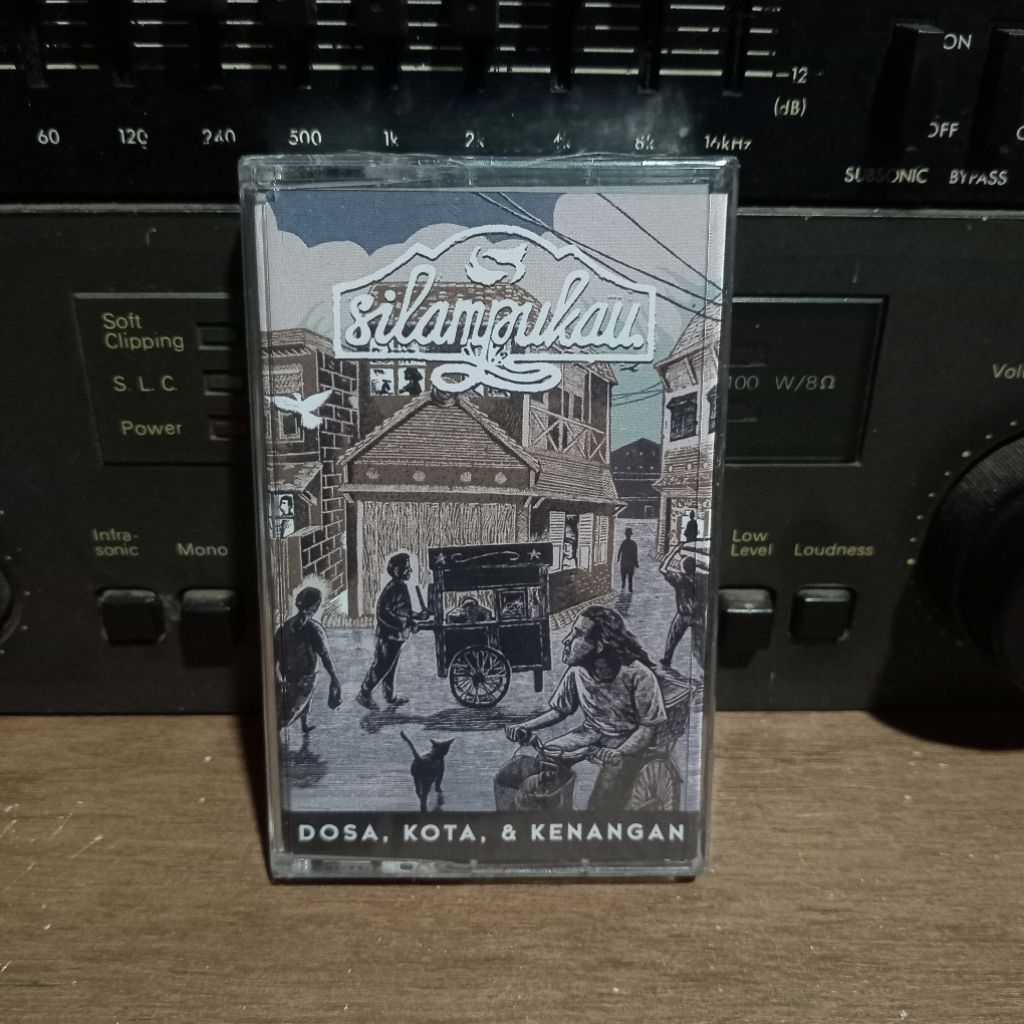 -12
(dB)
60 120 240 500 1k 2k 4k 8k 16kHz
ON
OFF
SUBSONIC BYPASS
silampukau
Soft
Clipping
S. L. C.
Power
100 W/8Ω
Infra-
sonic
Mono
Low
Level
Loudness
DOSA, KOTA, & KENANGAN